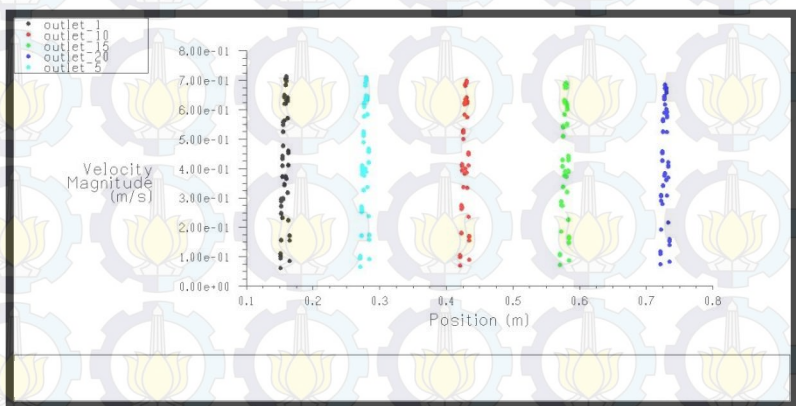 outlet_1
outlet_10
outlet_15
outlet_20
outlet_5
8.00e-01
7.00e-01
6.00e-01
5.00e-01
4.00e-01
3.00e-01
2.00e-01
1.00e-01
0.00e+00
Velocity
Magnitude
(m/s)
0.1 0.2 0.3 0.4 0.5 0.6 0.7 0.8
Position (m)